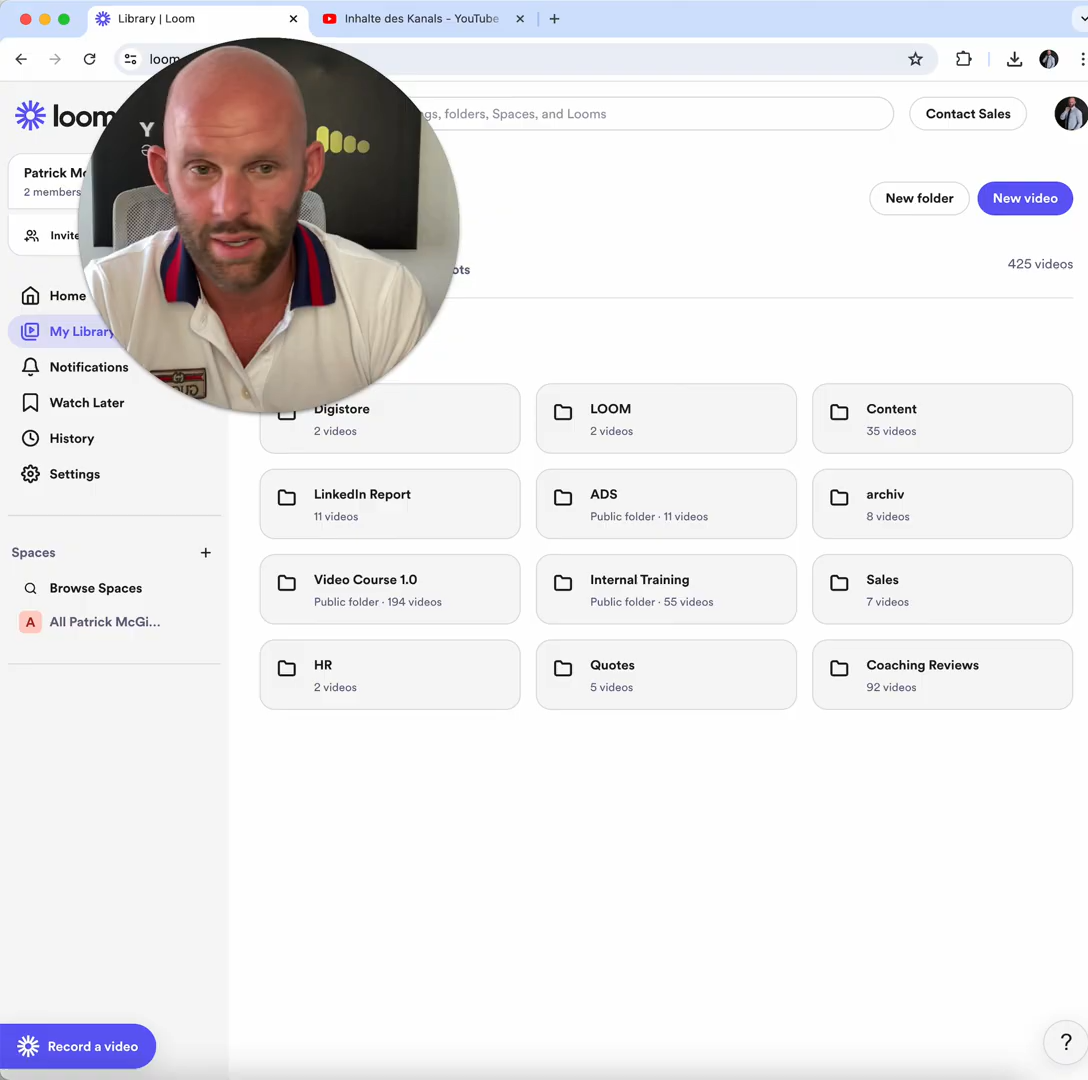 Library | Loom
Inhalte des Kanals - YouTube
loom
loom
folders, Spaces, and Looms
Contact Sales
Patrick
2 members
New folder
New video
Invite
425 videos
Home
My Library
Notifications
Watch Later
History
Settings
Digistore
2 videos
LOOM
2 videos
Content
35 videos
LinkedIn Report
11 videos
ADS
Public folder · 11 videos
archiv
8 videos
Spaces
Browse Spaces
A All Patrick McGi...
Video Course 1.0
Public folder · 194 videos
Internal Training
Public folder · 55 videos
Sales
7 videos
HR
2 videos
Quotes
5 videos
Coaching Reviews
92 videos
Record a video
?